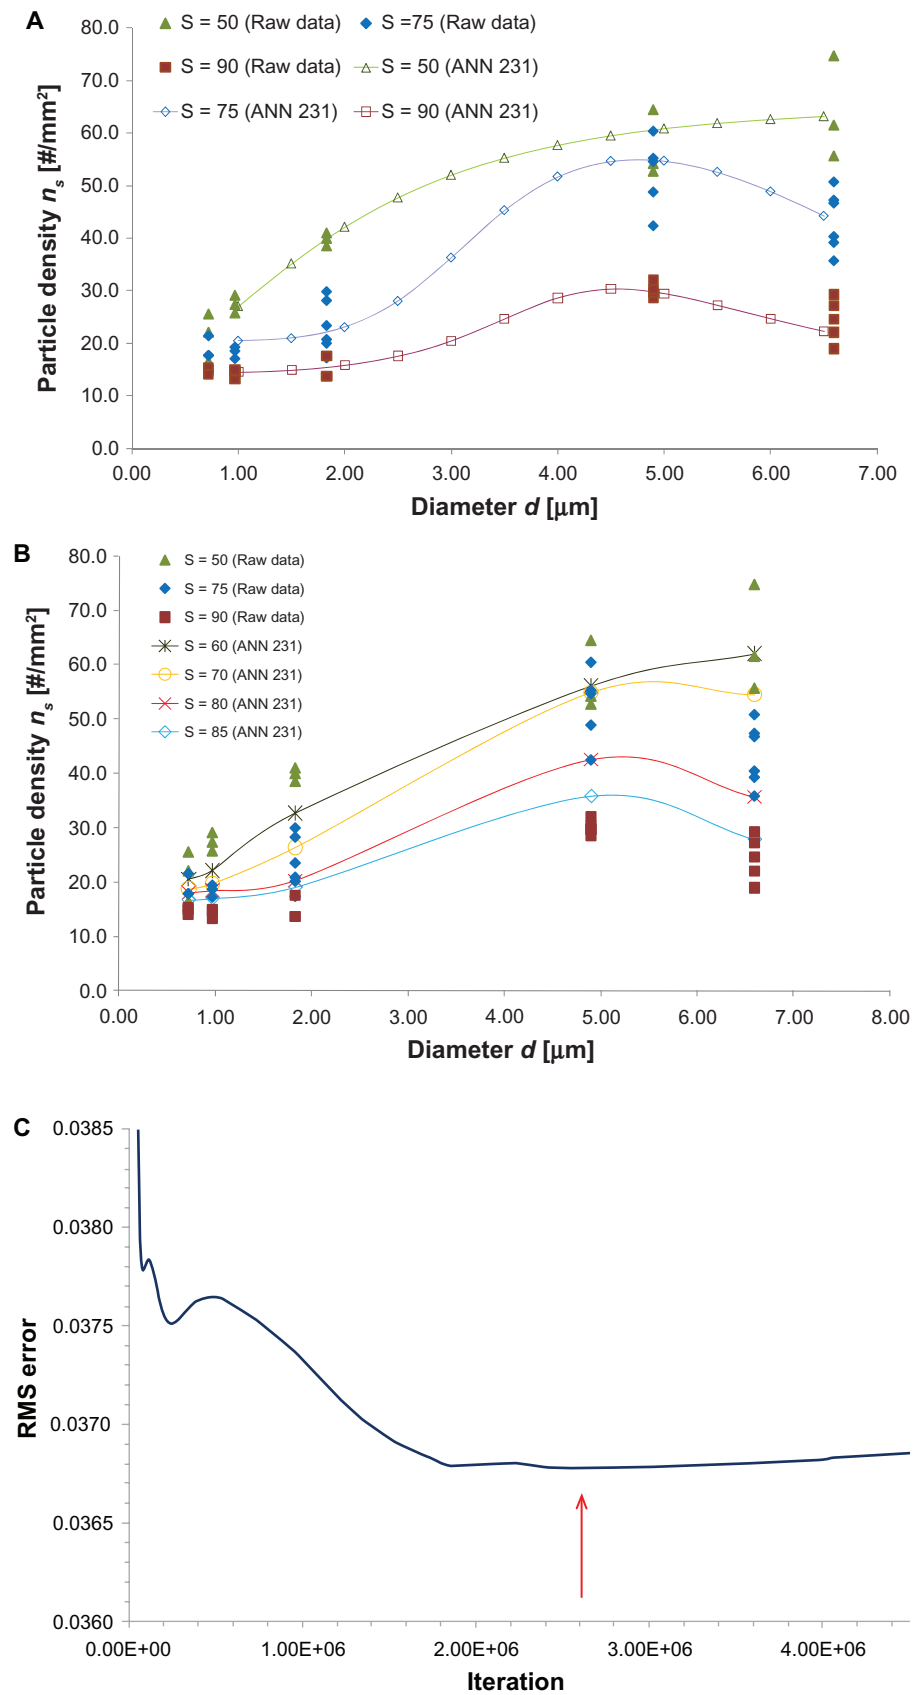 A
S = 50 (Raw data)
S =75 (Raw data)
S = 90 (Raw data)
S = 50 (ANN 231)
S = 75 (ANN 231)
S = 90 (ANN 231)
80.0
70.0
60.0
50.0
40.0
30.0
20.0
10.0
0.0
Particle density n_s [#/mm²]
0.00 1.00 2.00 3.00 4.00 5.00 6.00 7.00
Diameter d [µm]
B
S = 50 (Raw data)
S = 75 (Raw data)
S = 90 (Raw data)
S = 60 (ANN 231)
S = 70 (ANN 231)
S = 80 (ANN 231)
S = 85 (ANN 231)
80.0
70.0
60.0
50.0
40.0
30.0
20.0
10.0
0.0
Particle density n_s [#/mm²]
0.00 1.00 2.00 3.00 4.00 5.00 6.00 7.00 8.00
Diameter d [µm]
C
0.0385
0.0380
0.0375
0.0370
0.0365
0.0360
RMS error
0.00E+00 1.00E+06 2.00E+06 3.00E+06 4.00E+06
Iteration